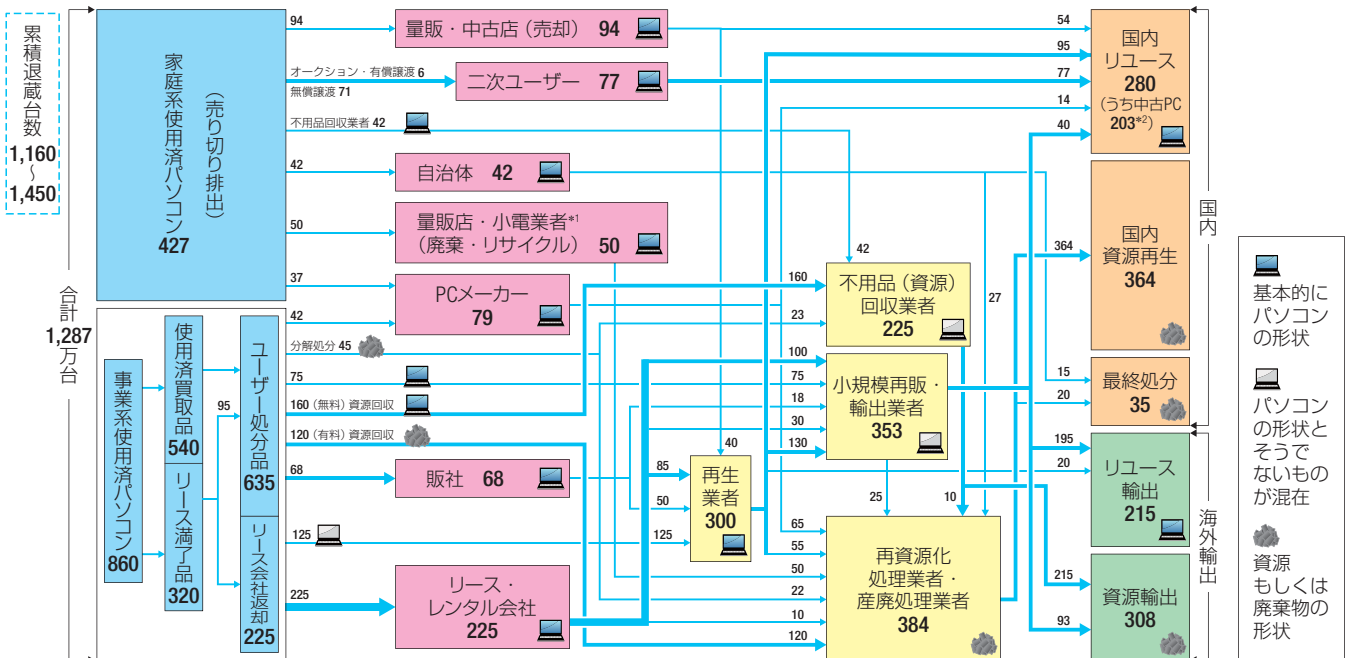 累積退蔵台数
1,160
〜
1,450
合計
1,287
万台
家庭系使用済パソコン
（売り切り排出）
427
事業系使用済パソコン
860
使用済買取品
540
リース満了品
320
95
ユーザー処分品
635
リース会社返却
225
94
オークション・有償譲渡 6
無償譲渡 71
不用品回収業者 42
42
50
37
42
分解処分 45
75
160 (無料) 資源回収
120 (有料) 資源回収
68
125
225
量販・中古店（売却） 94
二次ユーザー 77
自治体 42
量販店・小電業者*1
（廃棄・リサイクル） 50
PCメーカー
79
販社 68
リース・
レンタル会社
225
85
50
125
40
再生
業者
300
42
160
23
不用品（資源）
回収業者
225
27
100
75
18
30
130
小規模再販・
輸出業者
353
25
10
65
55
50
22
10
120
再資源化
処理業者・
産廃処理業者
384
54
95
77
14
40
国内
リユース
280
(うち中古PC
203*2)
364
国内
資源再生
364
15
20
最終処分
35
195
20
リユース
輸出
215
215
93
資源輸出
308
国内
海外輸出
基本的に
パソコン
の形状
パソコン
の形状と
そうで
ないもの
が混在
資源
もしくは
廃棄物の
形状